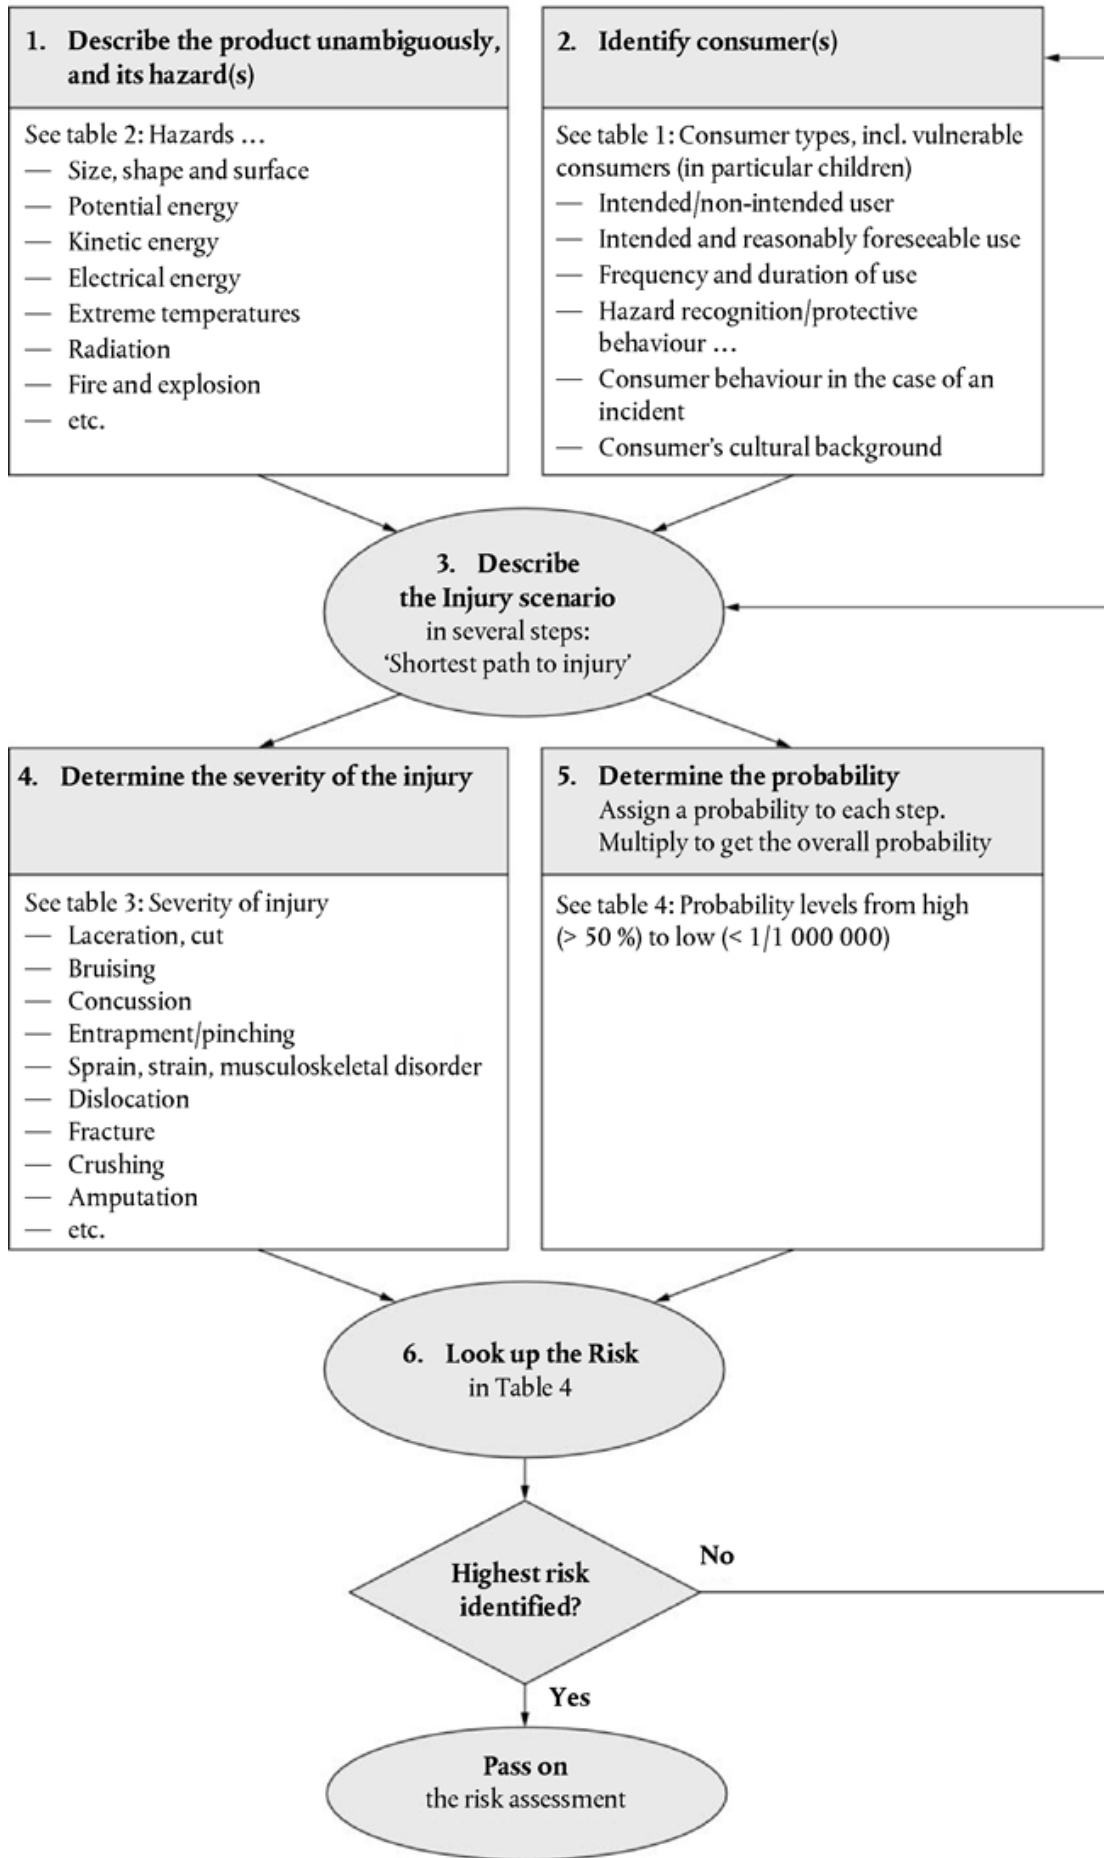 1. Describe the product unambiguously,
and its hazard(s)
See table 2: Hazards …
— Size, shape and surface
— Potential energy
— Kinetic energy
— Electrical energy
— Extreme temperatures
— Radiation
— Fire and explosion
— etc.
2. Identify consumer(s)
See table 1: Consumer types, incl. vulnerable
consumers (in particular children)
— Intended/non-intended user
— Intended and reasonably foreseeable use
— Frequency and duration of use
— Hazard recognition/protective
behaviour …
— Consumer behaviour in the case of an
incident
— Consumer’s cultural background
3. Describe
the Injury scenario
in several steps:
‘Shortest path to injury’
4. Determine the severity of the injury
See table 3: Severity of injury
— Laceration, cut
— Bruising
— Concussion
— Entrapment/pinching
— Sprain, strain, musculoskeletal disorder
— Dislocation
— Fracture
— Crushing
— Amputation
— etc.
5. Determine the probability
Assign a probability to each step.
Multiply to get the overall probability
See table 4: Probability levels from high
(> 50 %) to low (< 1/1 000 000)
6. Look up the Risk
in Table 4
Highest risk
identified?
No
Yes
Pass on
the risk assessment